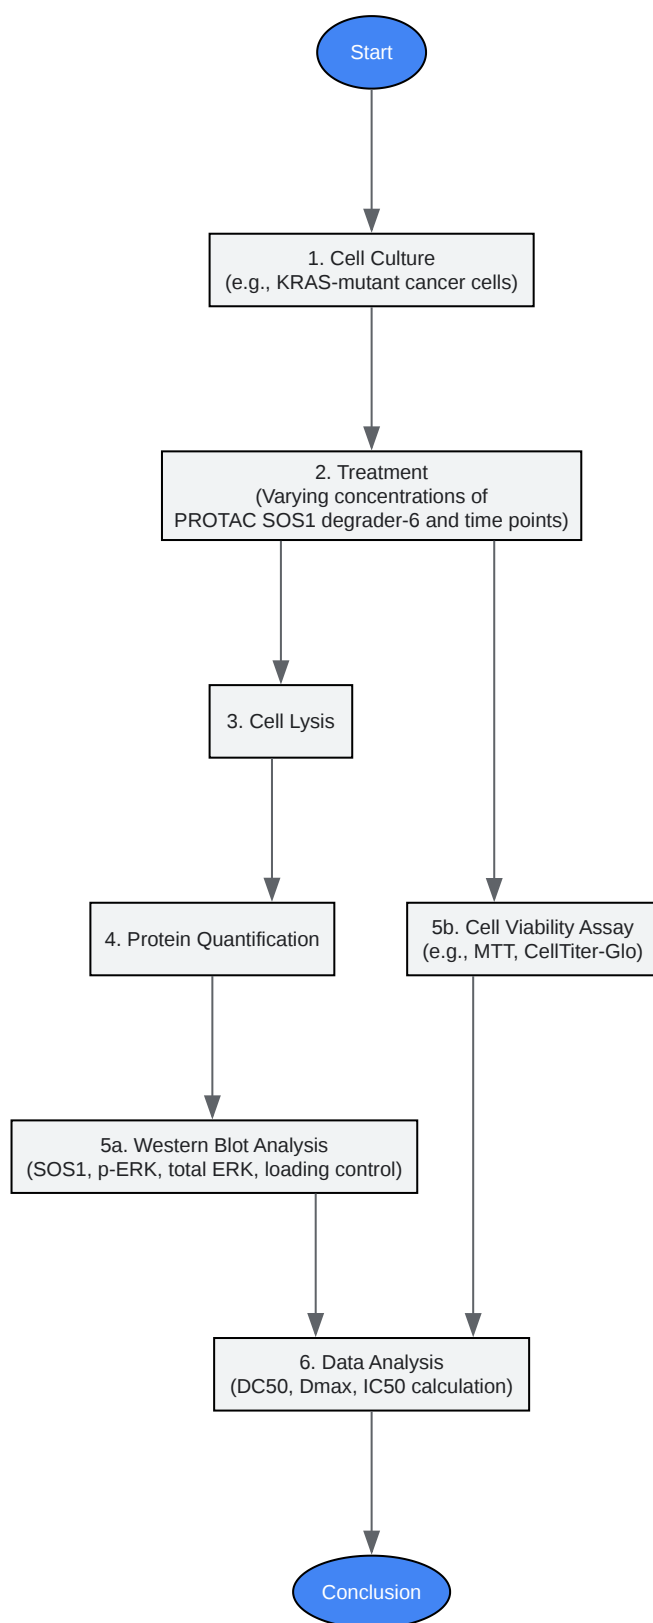 Start
1. Cell Culture
(e.g., KRAS-mutant cancer cells)
2. Treatment
(Varying concentrations of
PROTAC SOS1 degrader-6 and time points)
3. Cell Lysis
4. Protein Quantification
5b. Cell Viability Assay
(e.g., MTT, CellTiter-Glo)
5a. Western Blot Analysis
(SOS1, p-ERK, total ERK, loading control)
6. Data Analysis
(DC50, Dmax, IC50 calculation)
Conclusion